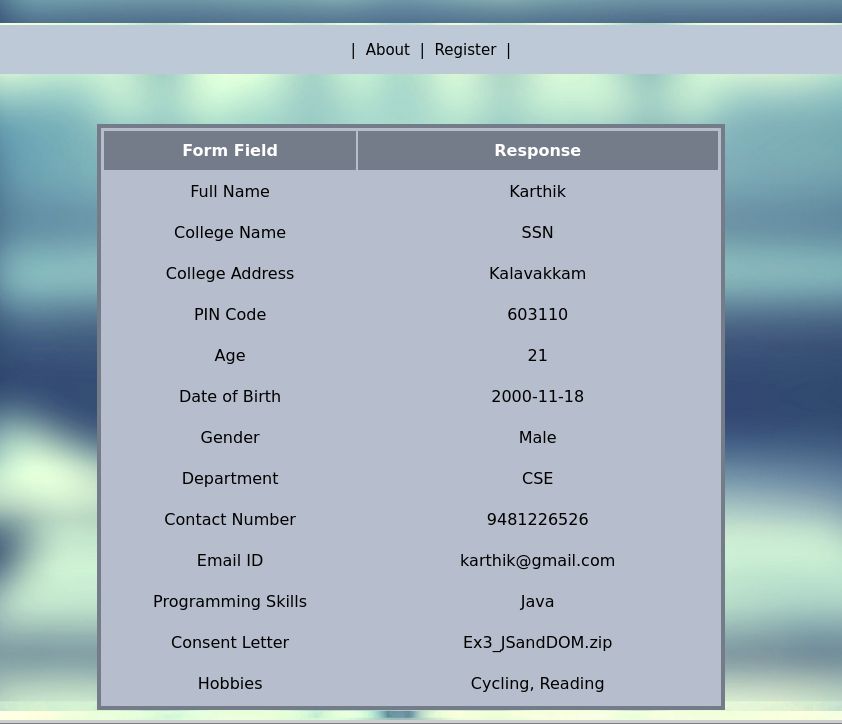 | About | Register |
Form Field Response
Full Name Karthik
College Name SSN
College Address Kalavakkam
PIN Code 603110
Age 21
Date of Birth 2000-11-18
Gender Male
Department CSE
Contact Number 9481226526
Email ID karthik@gmail.com
Programming Skills Java
Consent Letter Ex3_JSandDOM.zip
Hobbies Cycling, Reading